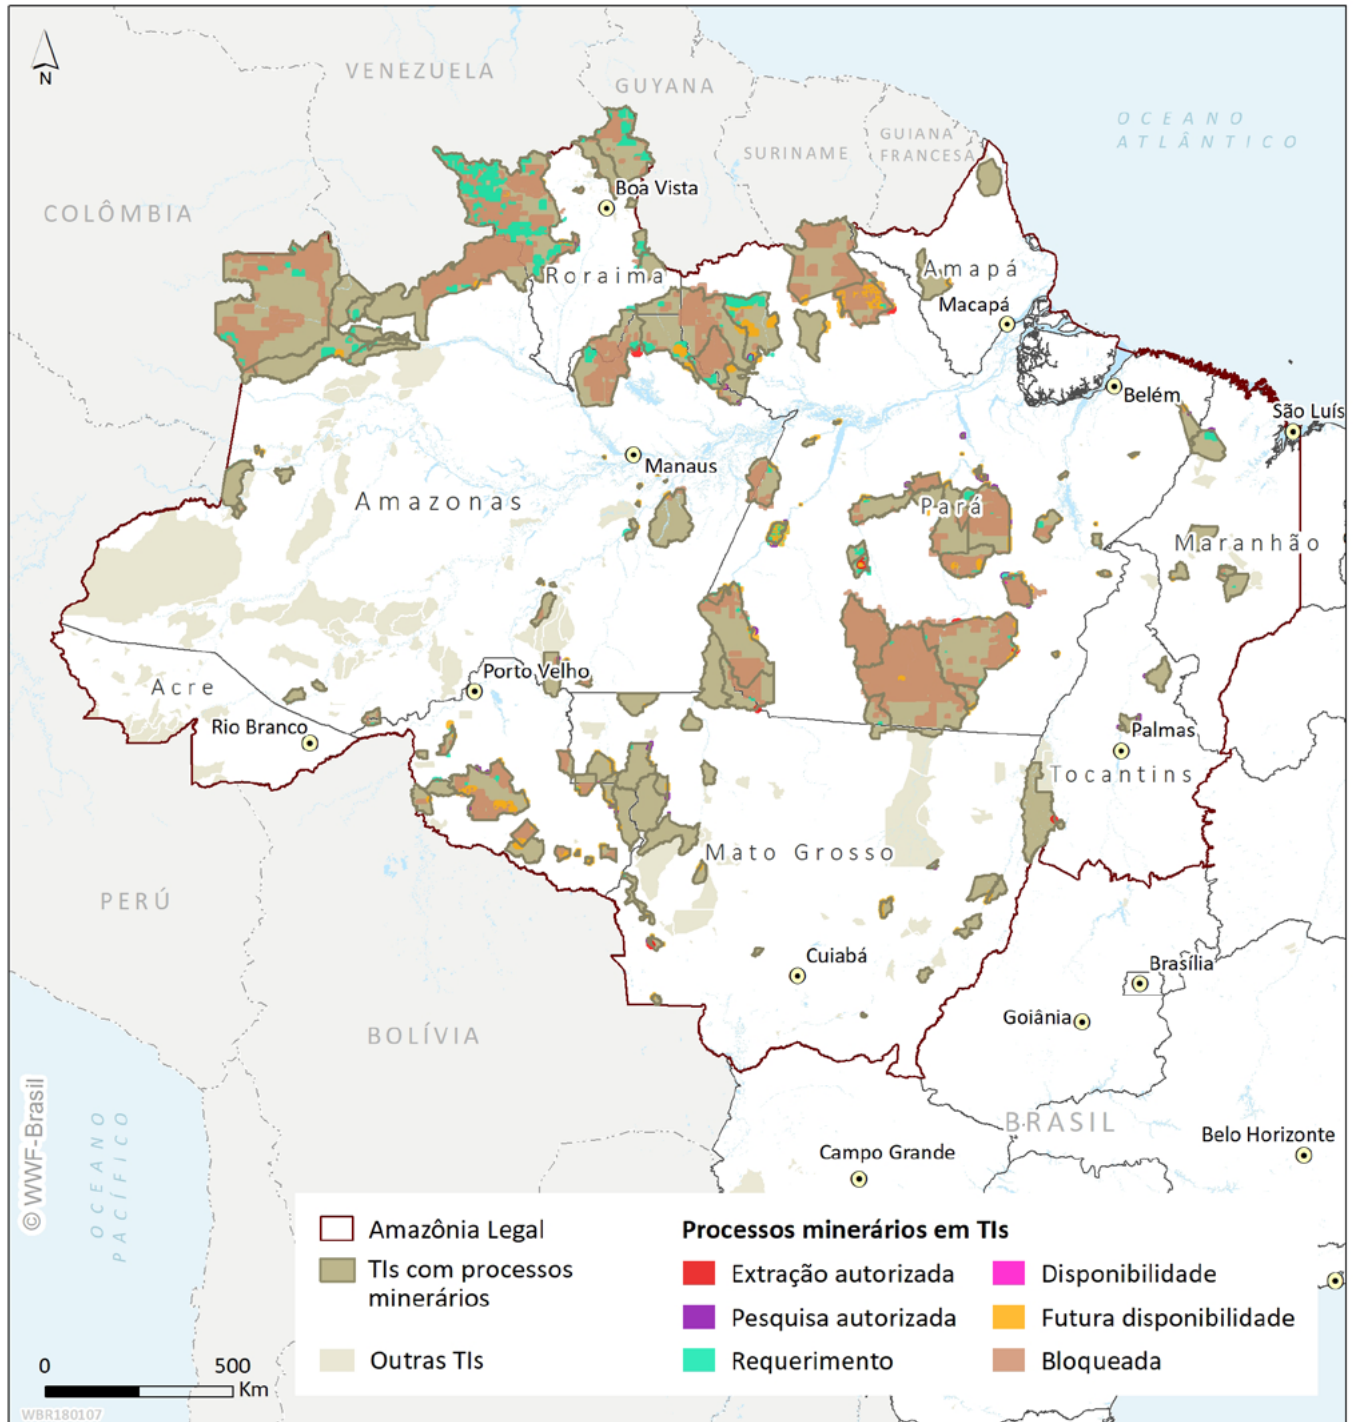 N
VENEZUELA
GUYANA
SURINAME
GUIANA
FRANCESA
OCEANO
ATLÂNTICO
COLÔMBIA
Boa Vista
Roraima
Amapá
Macapá
Belém
São Luís
Manaus
Amazonas
Pará
Maranhão
Porto Velho
Acre
Rio Branco
Palmas
Tocantins
Mato Grosso
PERÚ
Cuiabá
Brasília
Goiânia
BOLÍVIA
BRASIL
Belo Horizonte
Campo Grande
© WWF-Brasil
OCEANO
PACÍFICO
Amazônia Legal
TIs com processos
minerários
Outras TIs
Processos minerários em TIs
Extração autorizada
Pesquisa autorizada
Requerimento
Disponibilidade
Futura disponibilidade
Bloqueada
0 500
Km
WBR180107